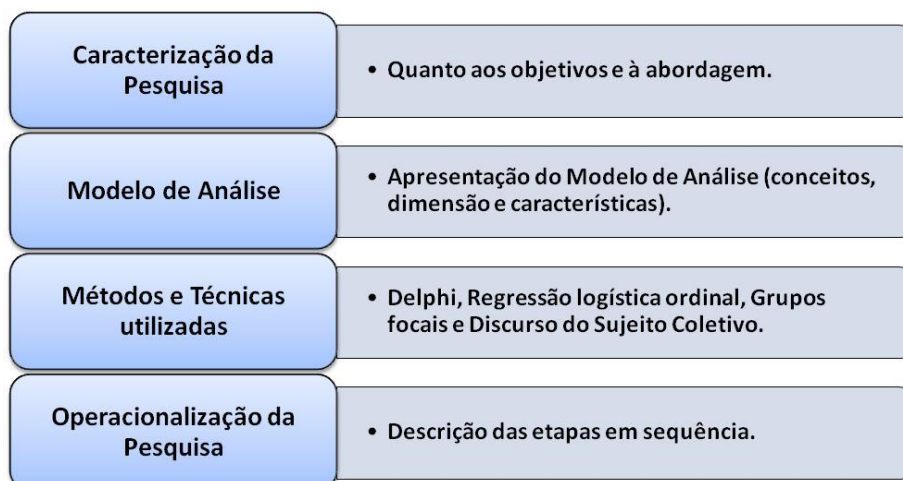 Caracterização da
Pesquisa
• Quanto aos objetivos e à abordagem.
Modelo de Análise
• Apresentação do Modelo de Análise (conceitos,
dimensão e características).
Métodos e Técnicas
utilizadas
• Delphi, Regressão logística ordinal, Grupos
focais e Discurso do Sujeito Coletivo.
Operacionalização da
Pesquisa
• Descrição das etapas em sequência.